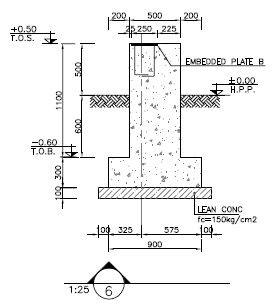 200 500 200
+0.50
T.O.S.
25 250 225
EMBEDDED PLATE B
500
1100
±0.00
H.P.P.
600
-0.60
T.O.B.
300
100
LEAN CONC
fc=150kg/cm2
100 325 575 100
900
1:25 6